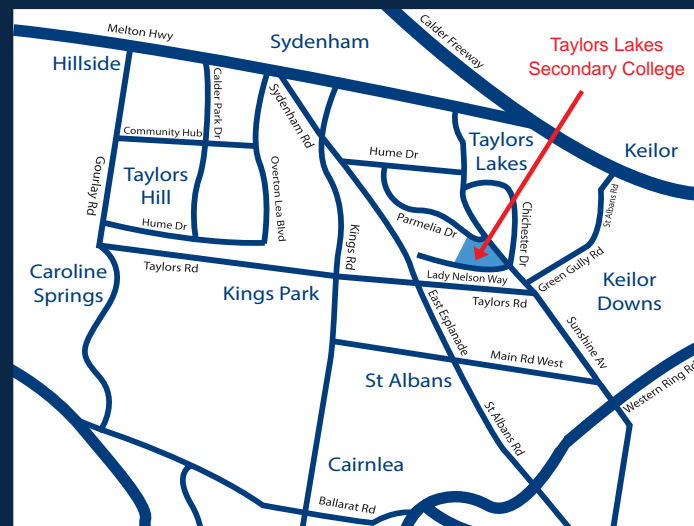 Melton Hwy
Sydenham
Calder Freeway
Taylors Lakes
Secondary College
Hillside
Calder Park Dr
Sydenham Rd
Community Hub
Hume Dr
Taylors
Lakes
Keilor
Gourlay Rd
Taylors
Hill
Overton Lea Blvd
St Albans Rd
Chichester Dr
Parmelia Dr
Hume Dr
Kings Rd
Green Gully Rd
Caroline
Springs
Taylors Rd
Lady Nelson Way
Keilor
Downs
Kings Park
Taylors Rd
East Esplanade
Sunshine Av
Main Rd West
St Albans
Western Ring Rd
St Albans Rd
Cairnlea
Ballarat Rd